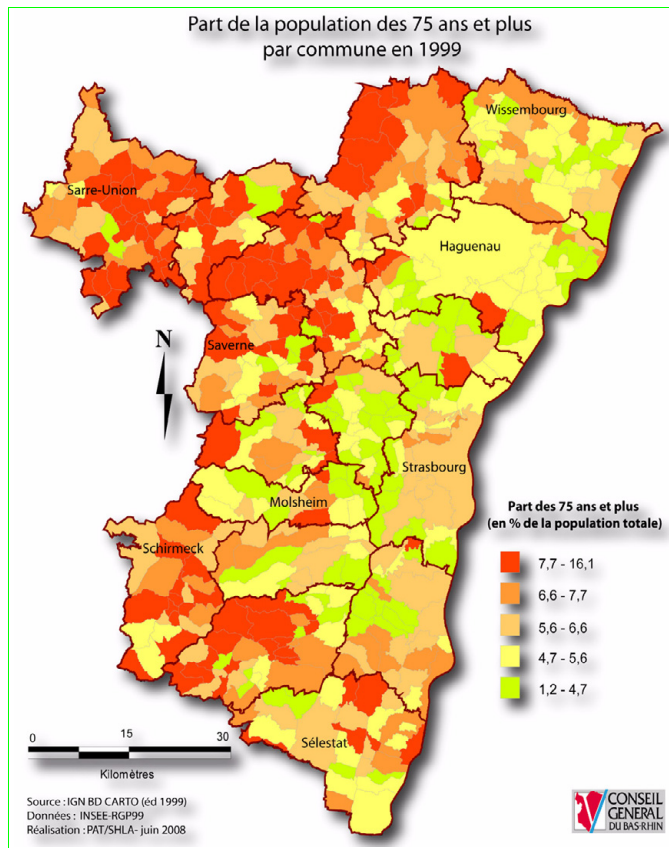 Part de la population des 75 ans et plus
par commune en 1999
Wissembourg
Sarre-Union
Haguenau
N
Saverne
Strasbourg
Molsheim
Schirmeck
Sélestat
Part des 75 ans et plus
(en % de la population totale)
7,7 - 16,1
6,6 - 7,7
5,6 - 6,6
4,7 - 5,6
1,2 - 4,7
0 15 30
Kilomètres
Source : IGN BD CARTO (éd 1999)
Données : INSEE-RGP99
Réalisation : PAT/SHLA- juin 2008
CONSEIL
GENERAL
DU BAS-RHIN